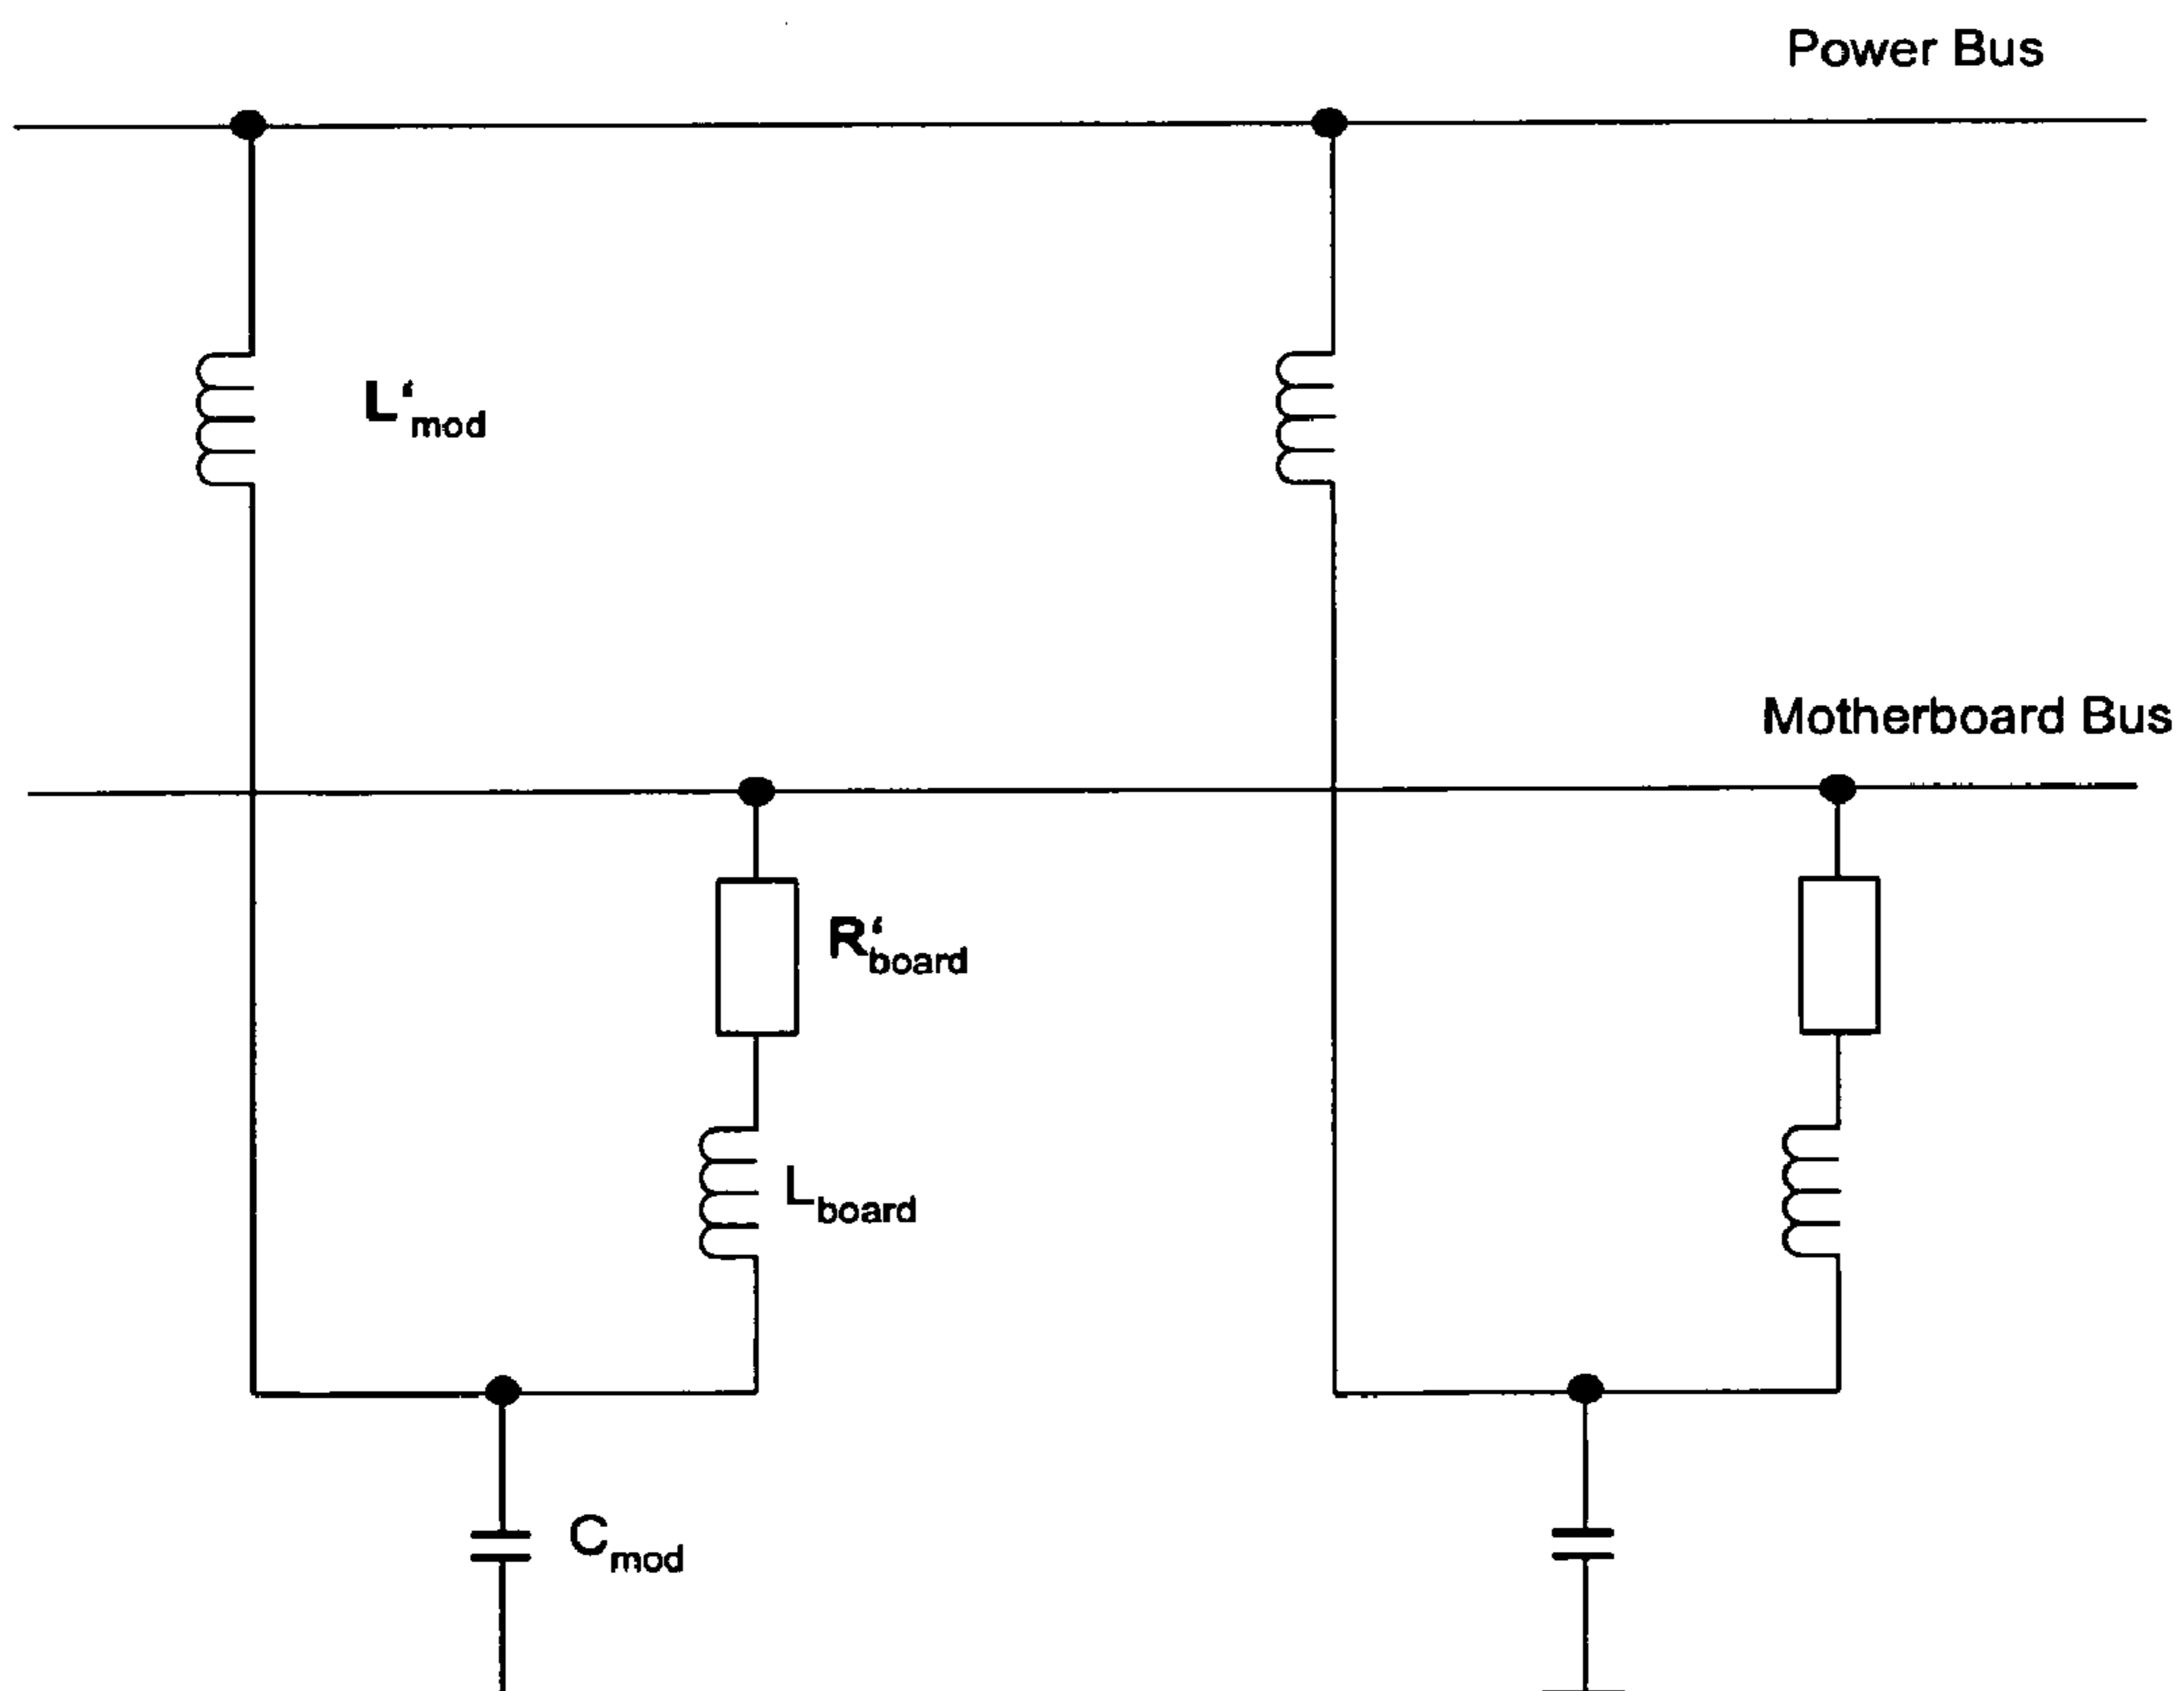 Power Bus
L‘mod
Motherboard Bus
R‘board
Lboard
Cmod